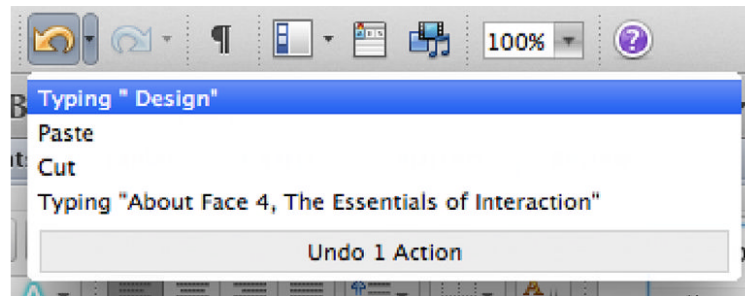 ¶ 100% ?
Typing " Design"
B
Paste
Cut
Typing "About Face 4, The Essentials of Interaction"
Undo 1 Action